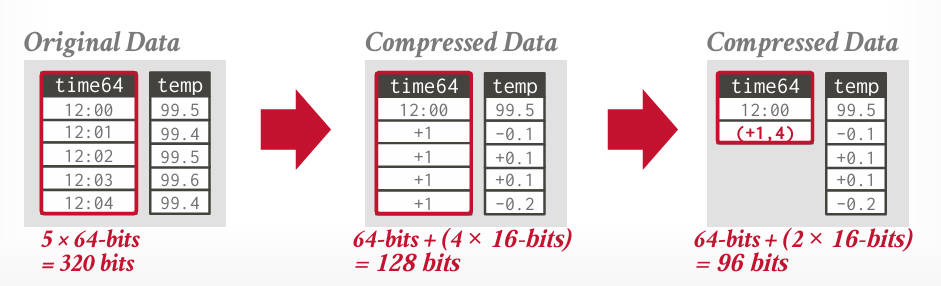 Original Data
time64 temp
12:00 99.5
12:01 99.4
12:02 99.5
12:03 99.6
12:04 99.4
5 × 64-bits
= 320 bits
Compressed Data
time64 temp
12:00 99.5
+1 -0.1
+1 +0.1
+1 +0.1
+1 -0.2
64-bits + (4 × 16-bits)
= 128 bits
Compressed Data
time64 temp
12:00 99.5
(+1,4) -0.1
+0.1
+0.1
-0.2
64-bits + (2 × 16-bits)
= 96 bits